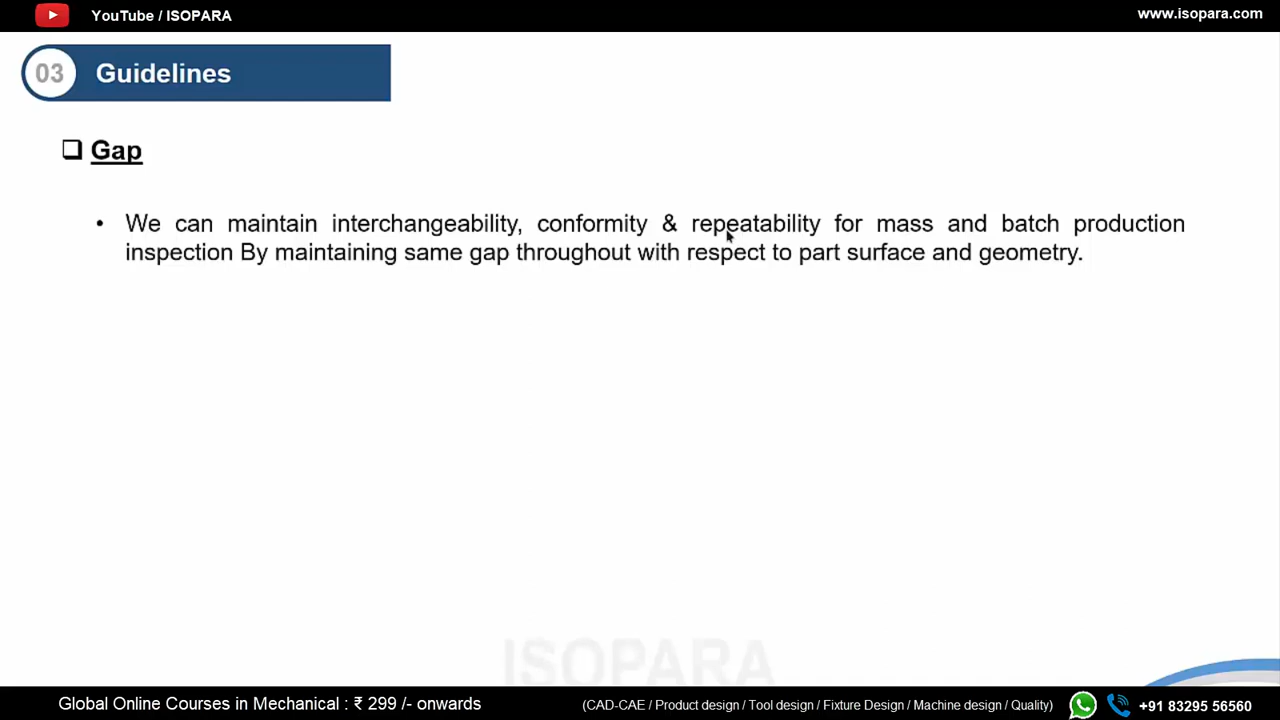 YouTube / ISOPARA
www.isopara.com
03 Guidelines
Gap
• We can maintain interchangeability, conformity & repeatability for mass and batch production
inspection By maintaining same gap throughout with respect to part surface and geometry.
ISOPARA
Global Online Courses in Mechanical : ₹ 299 /- onwards
(CAD-CAE / Product design / Tool design / Fixture Design / Machine design / Quality)
+91 83295 56560